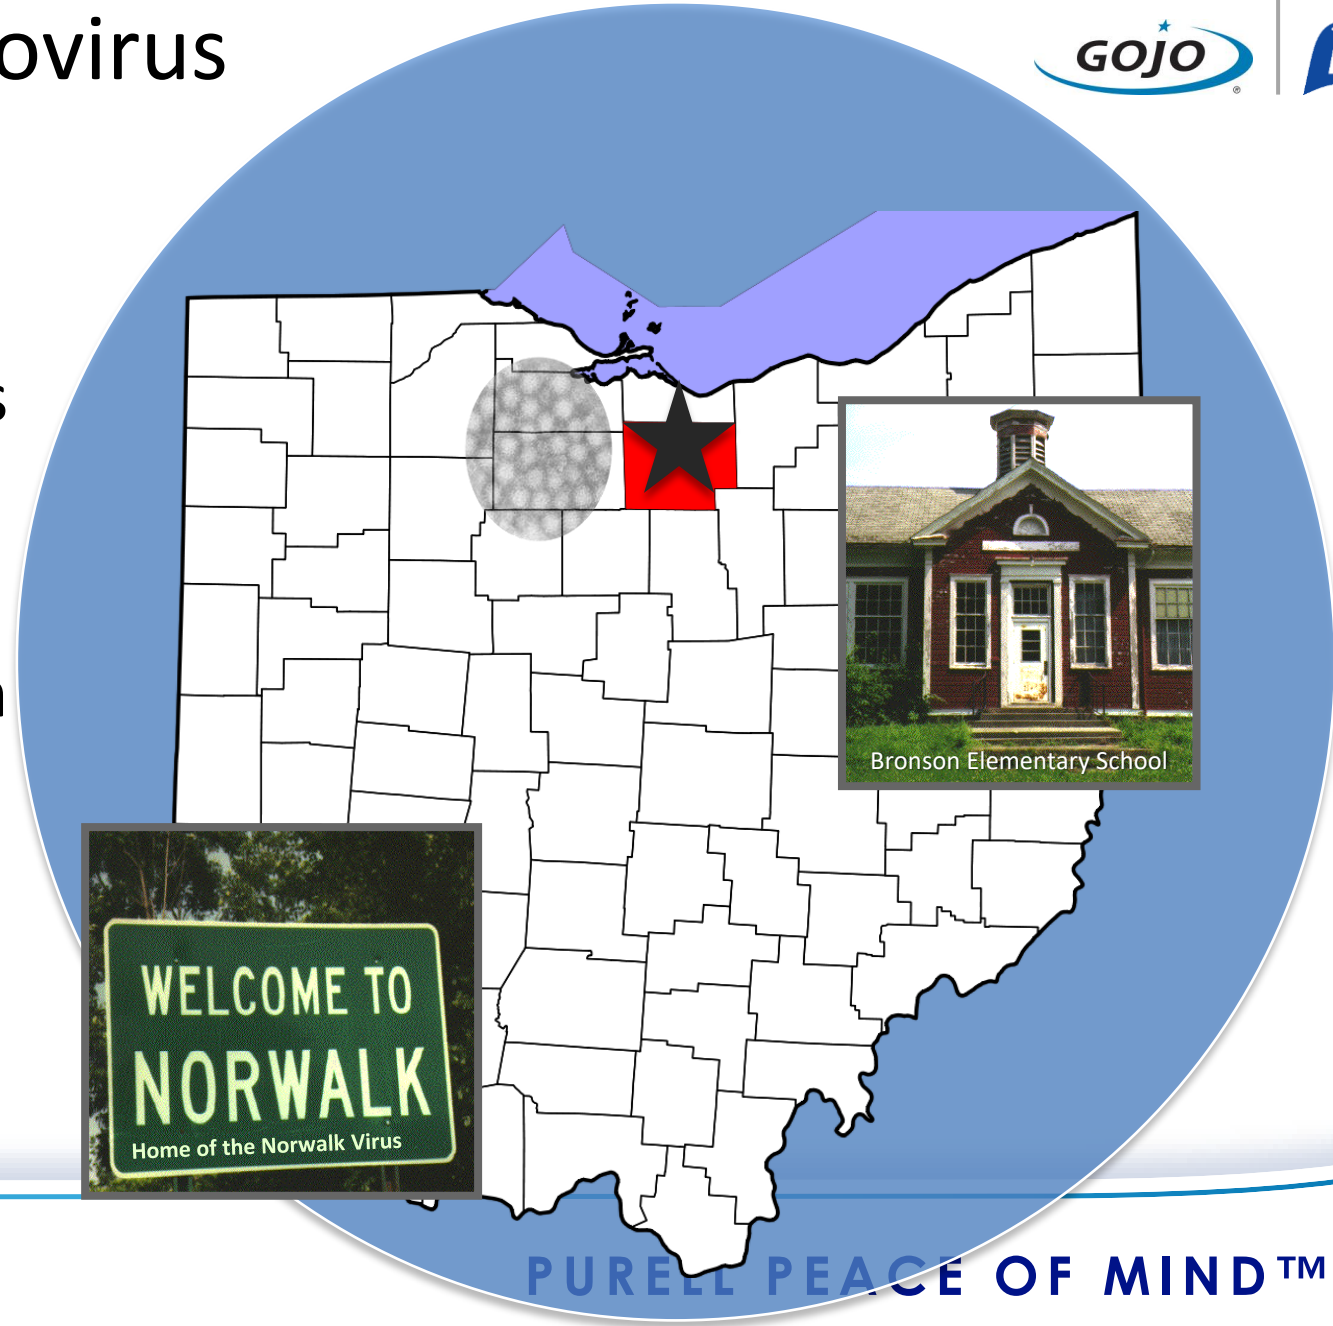 ovirus
GOJO
®
s
n
Bronson Elementary School
WELCOME TO
NORWALK
Home of the Norwalk Virus
PURELL PEACE OF MIND™